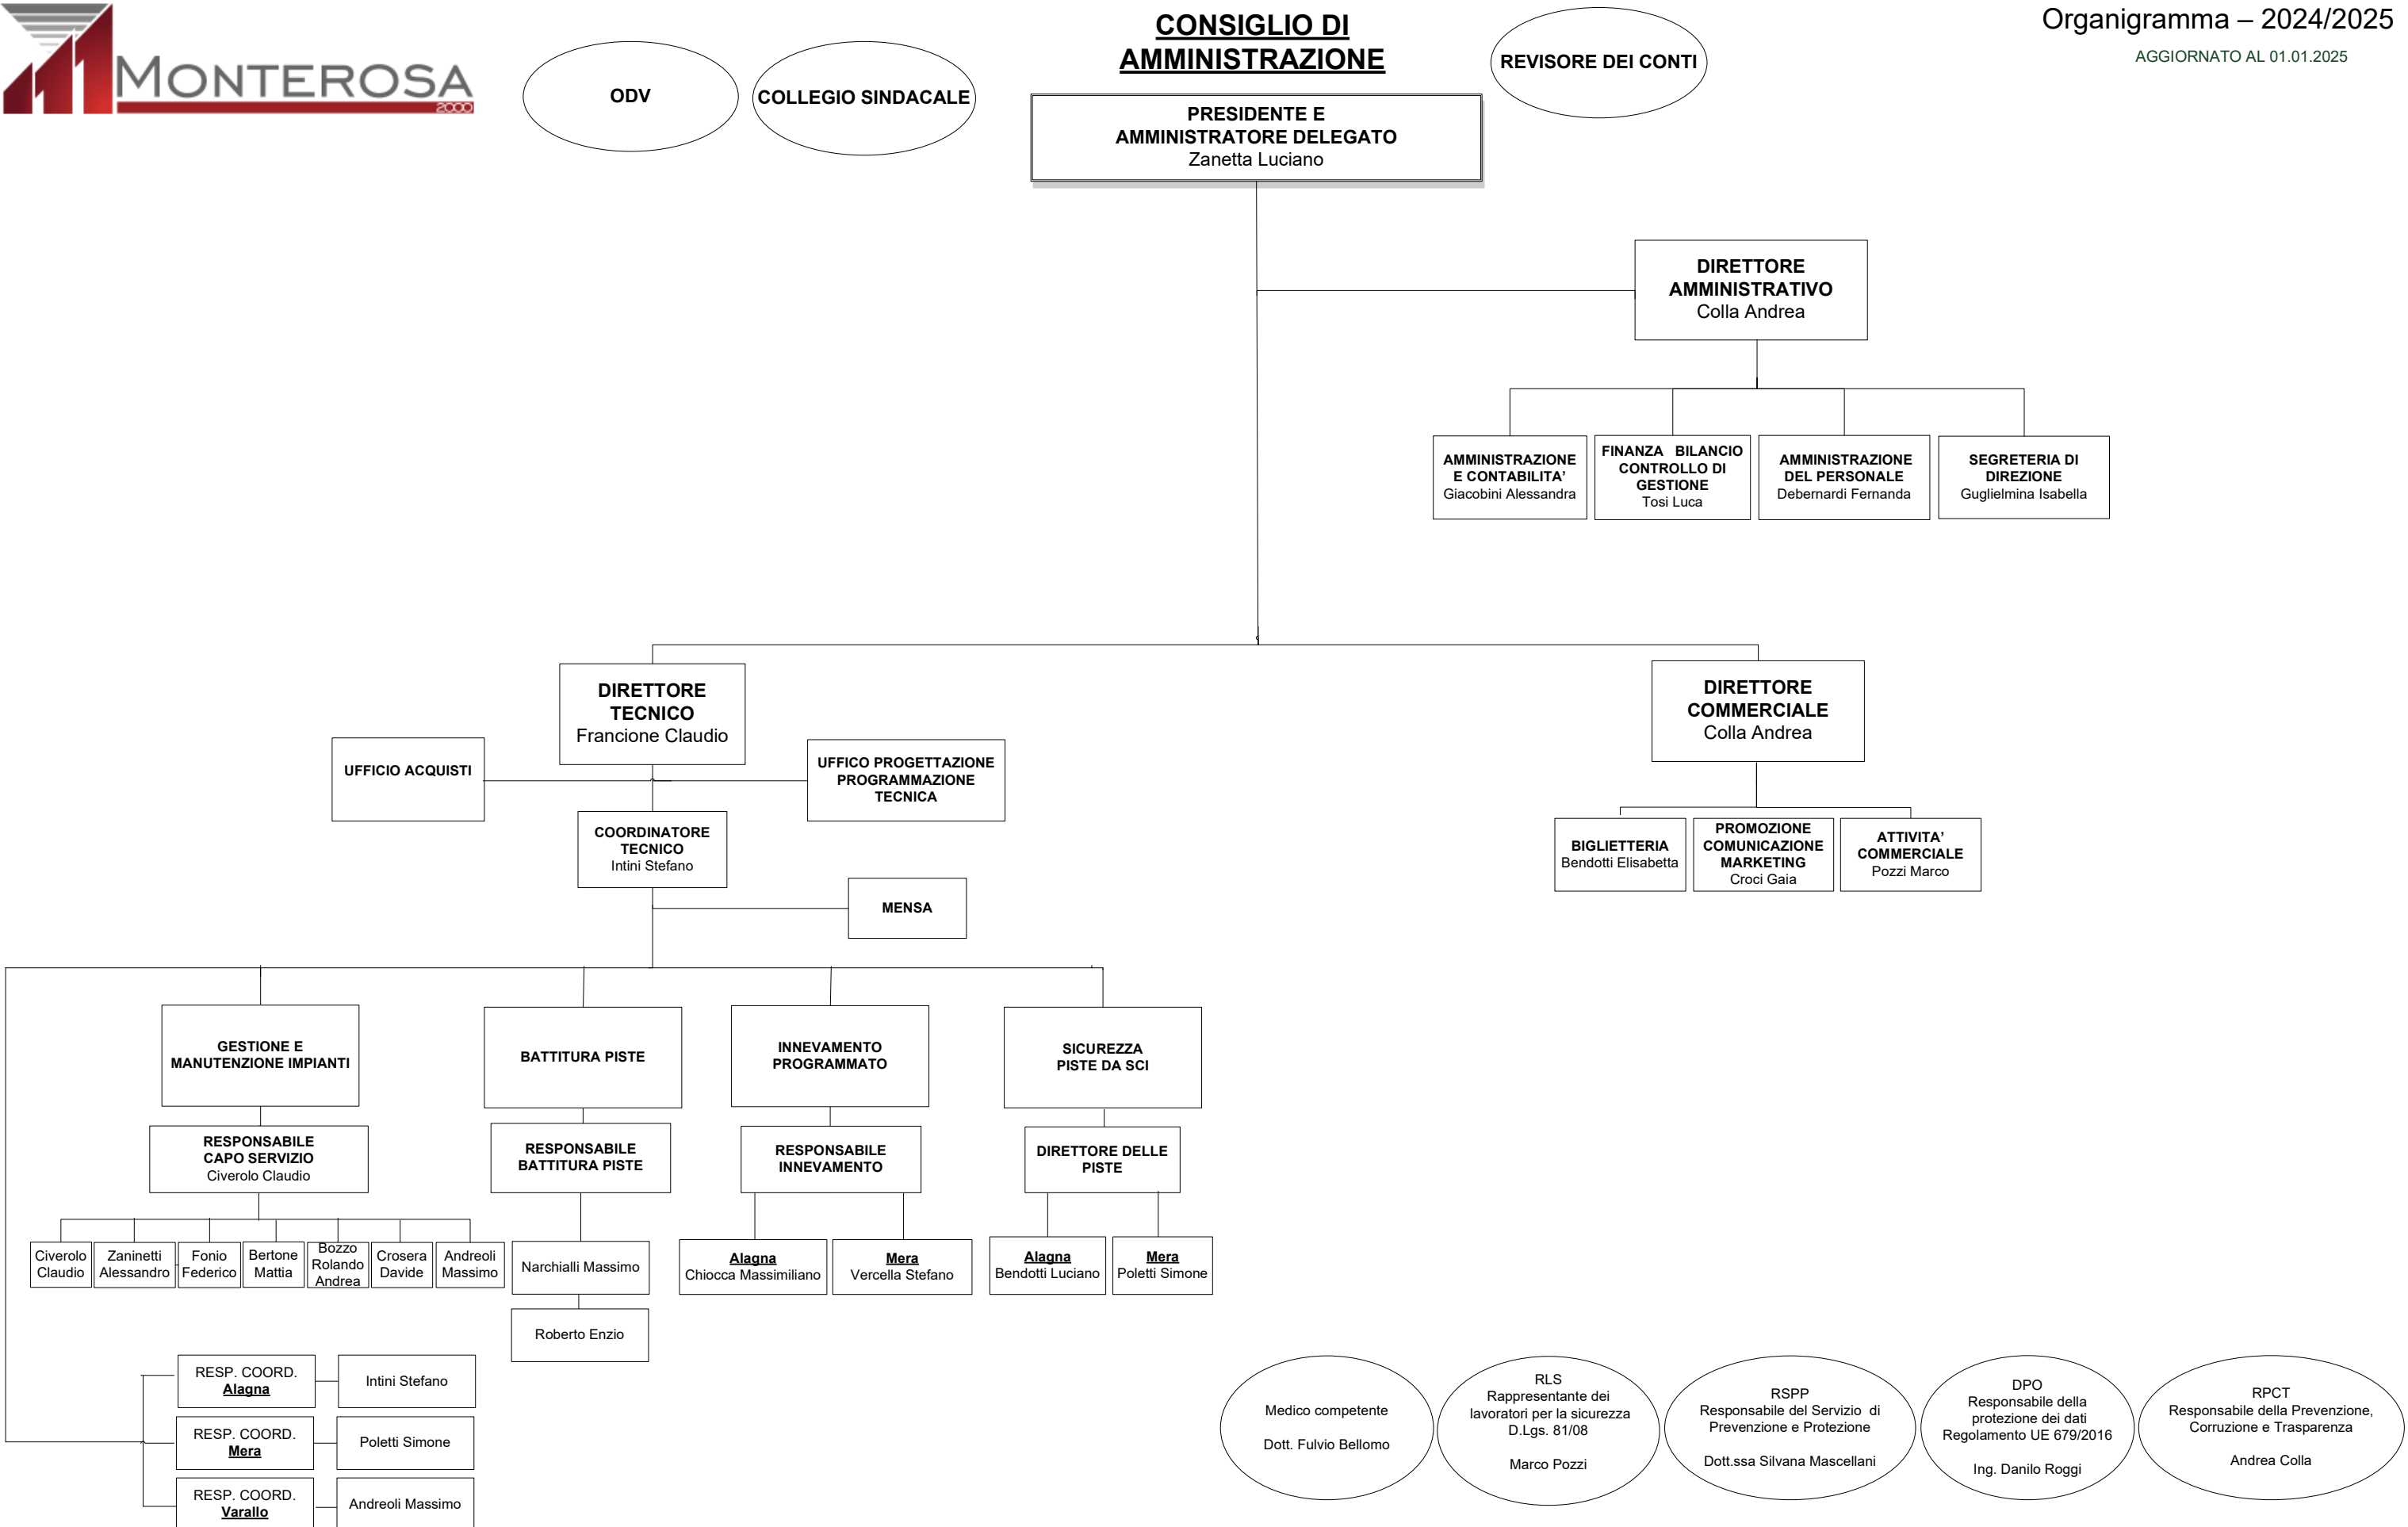 MONTEROSA
2000
ODV
COLLEGIO SINDACALE
CONSIGLIO DI
AMMINISTRAZIONE
REVISORE DEI CONTI
Organigramma – 2024/2025
AGGIORNATO AL 01.01.2025
PRESIDENTE E
AMMINISTRATORE DELEGATO
Zanetta Luciano
DIRETTORE
AMMINISTRATIVO
Colla Andrea
AMMINISTRAZIONE
E CONTABILITA’
Giacobini Alessandra
FINANZA BILANCIO
CONTROLLO DI
GESTIONE
Tosi Luca
AMMINISTRAZIONE
DEL PERSONALE
Debernardi Fernanda
SEGRETERIA DI
DIREZIONE
Guglielmina Isabella
DIRETTORE
TECNICO
Francione Claudio
DIRETTORE
COMMERCIALE
Colla Andrea
UFFICIO ACQUISTI
UFFICO PROGETTAZIONE
PROGRAMMAZIONE
TECNICA
COORDINATORE
TECNICO
Intini Stefano
BIGLIETTERIA
Bendotti Elisabetta
PROMOZIONE
COMUNICAZIONE
MARKETING
Croci Gaia
ATTIVITA’
COMMERCIALE
Pozzi Marco
MENSA
GESTIONE E
MANUTENZIONE IMPIANTI
BATTITURA PISTE
INNEVAMENTO
PROGRAMMATO
SICUREZZA
PISTE DA SCI
RESPONSABILE
CAPO SERVIZIO
Civerolo Claudio
RESPONSABILE
BATTITURA PISTE
RESPONSABILE
INNEVAMENTO
DIRETTORE DELLE
PISTE
Civerolo
Claudio
Zaninetti
Alessandro
Fonio
Federico
Bertone
Mattia
Bozzo
Rolando
Andrea
Crosera
Davide
Andreoli
Massimo
Narchialli Massimo
Alagna
Chiocca Massimiliano
Mera
Vercella Stefano
Alagna
Bendotti Luciano
Mera
Poletti Simone
Roberto Enzio
RESP. COORD.
Alagna
Intini Stefano
RESP. COORD.
Mera
Poletti Simone
RESP. COORD.
Varallo
Andreoli Massimo
Medico competente
Dott. Fulvio Bellomo
RLS
Rappresentante dei
lavoratori per la sicurezza
D.Lgs. 81/08
Marco Pozzi
RSPP
Responsabile del Servizio di
Prevenzione e Protezione
Dott.ssa Silvana Mascellani
DPO
Responsabile della
protezione dei dati
Regolamento UE 679/2016
Ing. Danilo Roggi
RPCT
Responsabile della Prevenzione,
Corruzione e Trasparenza
Andrea Colla